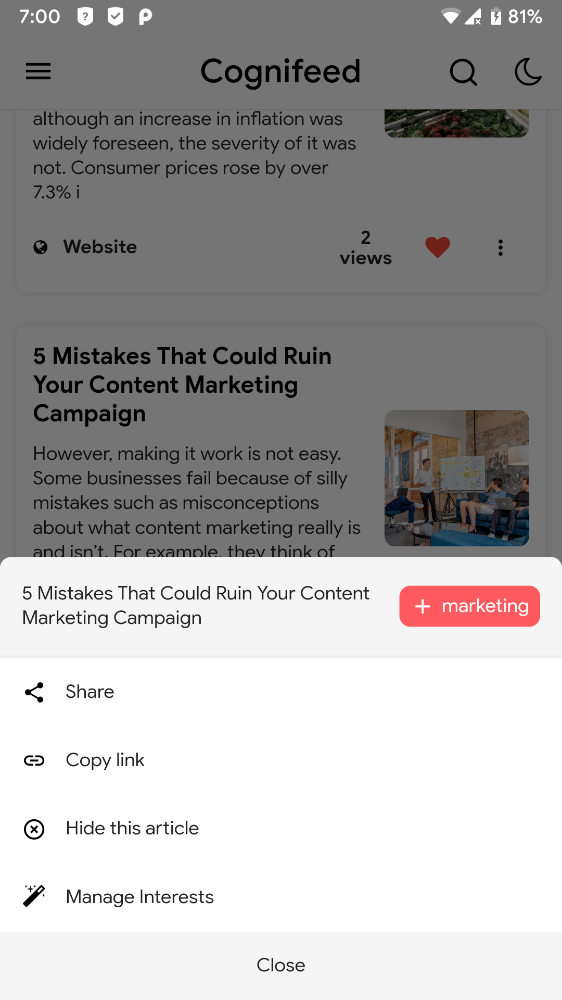 7:00
81%
Cognifeed
although an increase in inflation was
widely foreseen, the severity of it was
not. Consumer prices rose by over
7.3% i
Website
2
views
5 Mistakes That Could Ruin
Your Content Marketing
Campaign
However, making it work is not easy.
Some businesses fail because of silly
mistakes such as misconceptions
about what content marketing really is
and isn’t. For example, they think of
5 Mistakes That Could Ruin Your Content
Marketing Campaign
+ marketing
Share
Copy link
Hide this article
Manage Interests
Close